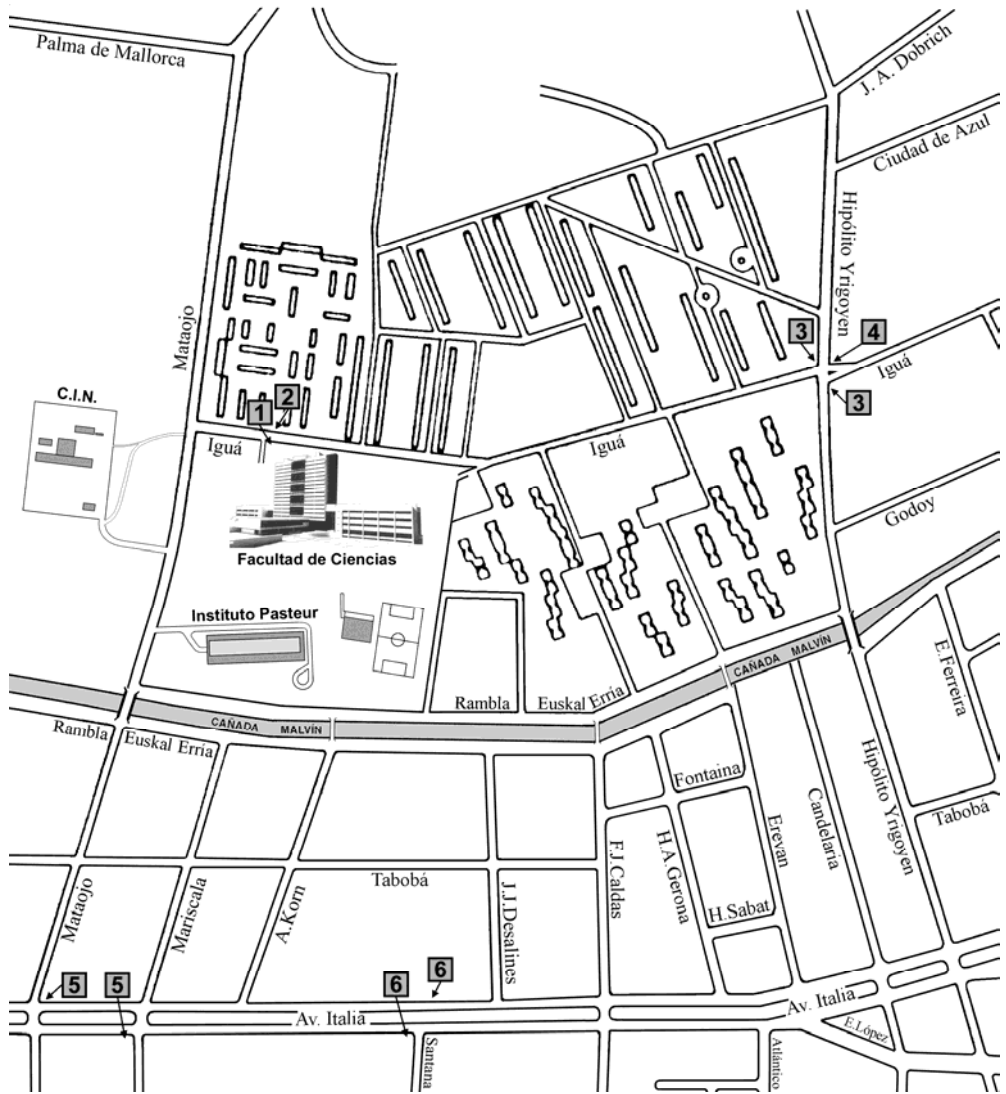 Palma de Mallorca
J. A. Dobrich
Ciudad de Azul
Hipólito Yrigoyen
Mataojo
3
4
Iguá
C.I.N.
2
1
3
Iguá
Iguá
Godoy
Facultad de Ciencias
Instituto Pasteur
CAÑADA MALVÍN
E.Ferreira
Rambla
Euskal Erría
Rambla
Euskal Erría
CAÑADA MALVÍN
Fontaina
Hipólito Yrigoyen
Candelaria
Erevan
Tabobá
F.J.Caldas
H.A.Gerona
Tabobá
Mataojo
Mariscala
A.Korn
J.J.Desalines
H.Sabat
5
5
6
6
Av. Italia
Av. Italia
E.López
Santana
Atlántico